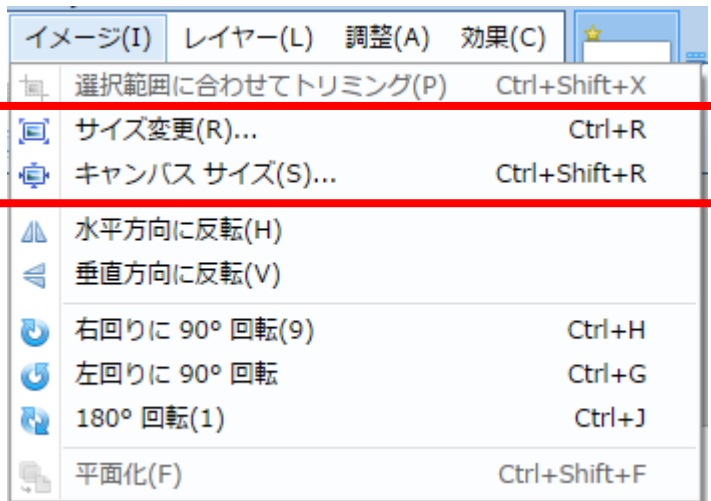 イメージ(I) レイヤー(L) 調整(A) 効果(C)
選択範囲に合わせてトリミング(P) Ctrl+Shift+X
サイズ変更(R)... Ctrl+R
キャンバス サイズ(S)... Ctrl+Shift+R
水平方向に反転(H)
垂直方向に反転(V)
右回りに 90° 回転(9) Ctrl+H
左回りに 90° 回転 Ctrl+G
180° 回転(1) Ctrl+J
平面化(F) Ctrl+Shift+F